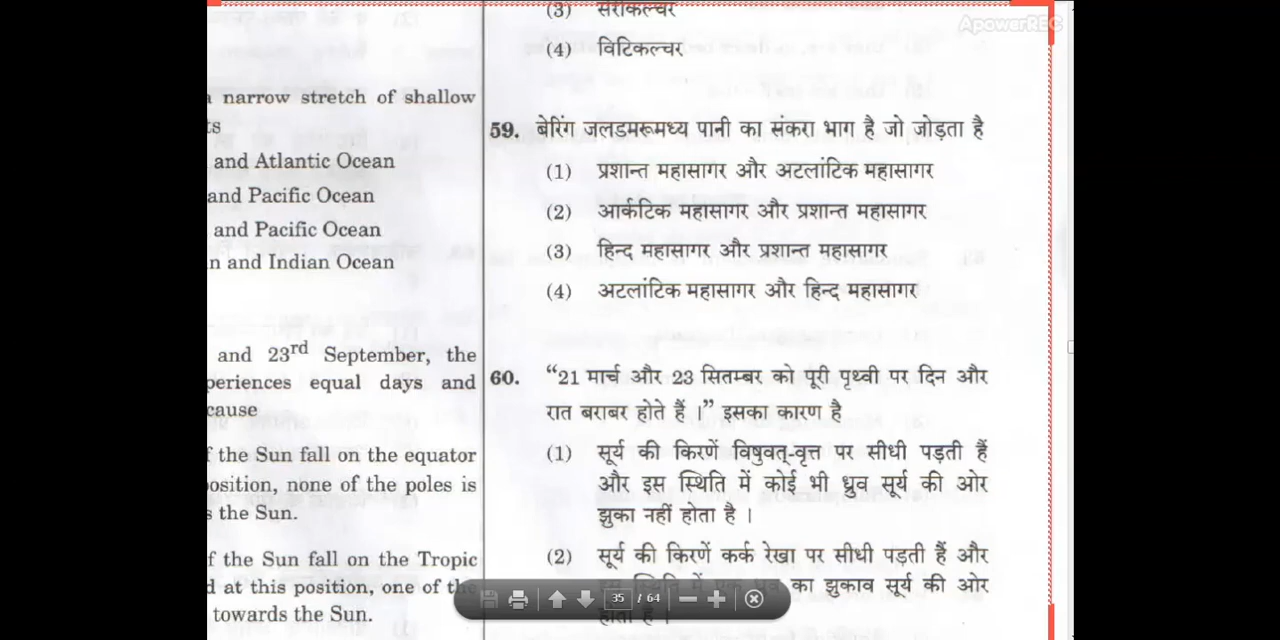 a narrow stretch of shallow
ts
and Atlantic Ocean
and Pacific Ocean
and Pacific Ocean
n and Indian Ocean
and 23rd September, the
periences equal days and
cause
f the Sun fall on the equator
position, none of the poles is
s the Sun.
f the Sun fall on the Tropic
d at this position, one of the
towards the Sun.
(3) सेरीकल्चर
(4) विटिकल्चर
59. बेरिंग जलडमरूमध्य पानी का संकरा भाग है जो जोड़ता है
(1) प्रशान्त महासागर और अटलांटिक महासागर
(2) आर्कटिक महासागर और प्रशान्त महासागर
(3) हिन्द महासागर और प्रशान्त महासागर
(4) अटलांटिक महासागर और हिन्द महासागर
60. “21 मार्च और 23 सितम्बर को पूरी पृथ्वी पर दिन और
रात बराबर होते हैं ।” इसका कारण है
(1) सूर्य की किरणें विषुवत्-वृत्त पर सीधी पड़ती हैं
और इस स्थिति में कोई भी ध्रुव सूर्य की ओर
झुका नहीं होता है ।
(2) सूर्य की किरणें कर्क रेखा पर सीधी पड़ती हैं और
इस स्थिति में एक ध्रुव का झुकाव सूर्य की ओर
होता है ।
35 / 64
ApowerREC